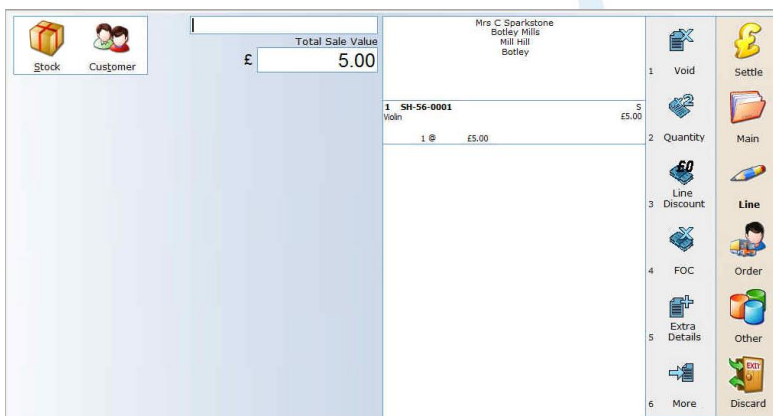 Stock
Customer
Total Sale Value
£ 5.00
Mrs C Sparkstone
Botley Mills
Mill Hill
Botley
1 SH-56-0001 S
Violin £5.00
1 @ £5.00
1 Void
2 Quantity
£0
Line
3 Discount
4 FOC
Extra
5 Details
6 More
Settle
Main
Line
Order
Other
EXIT
Discard